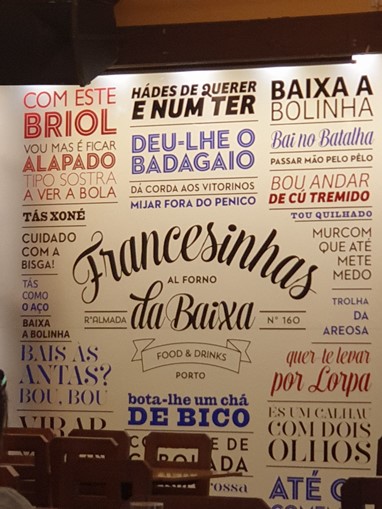 COM ESTE
BRIOL
VOU MAS É FICAR
ALAPADO
TIPO SOSTRA
A VER A BOLA
TÁS XONÉ
CUIDADO
COM A
BISGA!
TÁS
COMO
O AÇO
BAIXA
A BOLINHA
BAIS ÀS
ANTAS?
BOU, BOU
VIRAR
HÁDES DE QUERER
E NUM TER
DEU-LHE O
BADAGAIO
DÁ CORDA AOS VITORINOS
MIJAR FORA DO PENICO
Francesinhas
AL FORNO
da Baixa
R. ALMADA
Nº 160
FOOD & DRINKS
PORTO
bota-lhe um chá
DE BICO
DE
BAIXA A
BOLINHA
Bai no Batalha
PASSAR MÃO PELO PÊLO
BOU ANDAR
DE CÚ TREMIDO
TOU QUILHADO
MURCOM
QUE ATÉ
METE
MEDO
TROLHA
DA
AREOSA
quer-te levar
por Lorpa
ÉS UM CALHAU
COM DOIS
OLHOS
ATÉ O